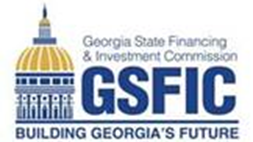 Georgia State Financing
& Investment Commission
GSFIC
BUILDING GEORGIA'S FUTURE